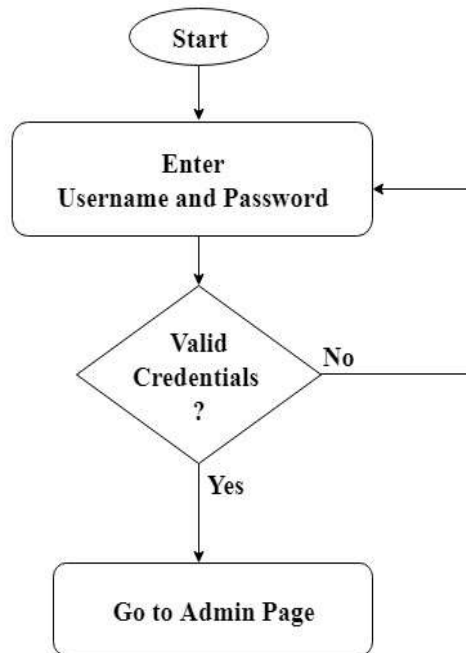 Start
Enter
Username and Password
Valid
Credentials
?
No
Yes
Go to Admin Page